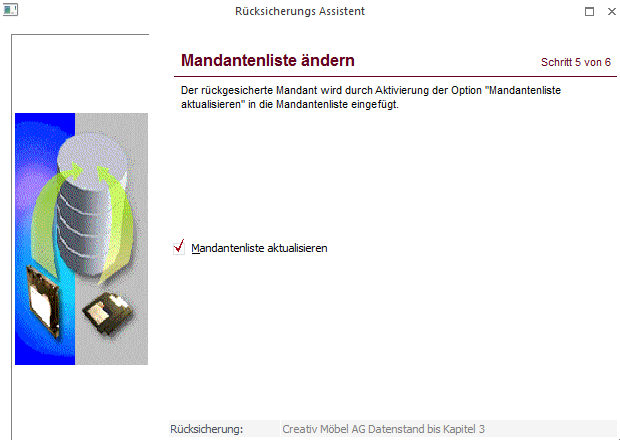 Rücksicherungs Assistent
Mandantenliste ändern
Schritt 5 von 6
Der rückgesicherte Mandant wird durch Aktivierung der Option "Mandantenliste
aktualisieren" in die Mandantenliste eingefügt.
Mandantenliste aktualisieren
Rücksicherung: Creativ Möbel AG Datenstand bis Kapitel 3